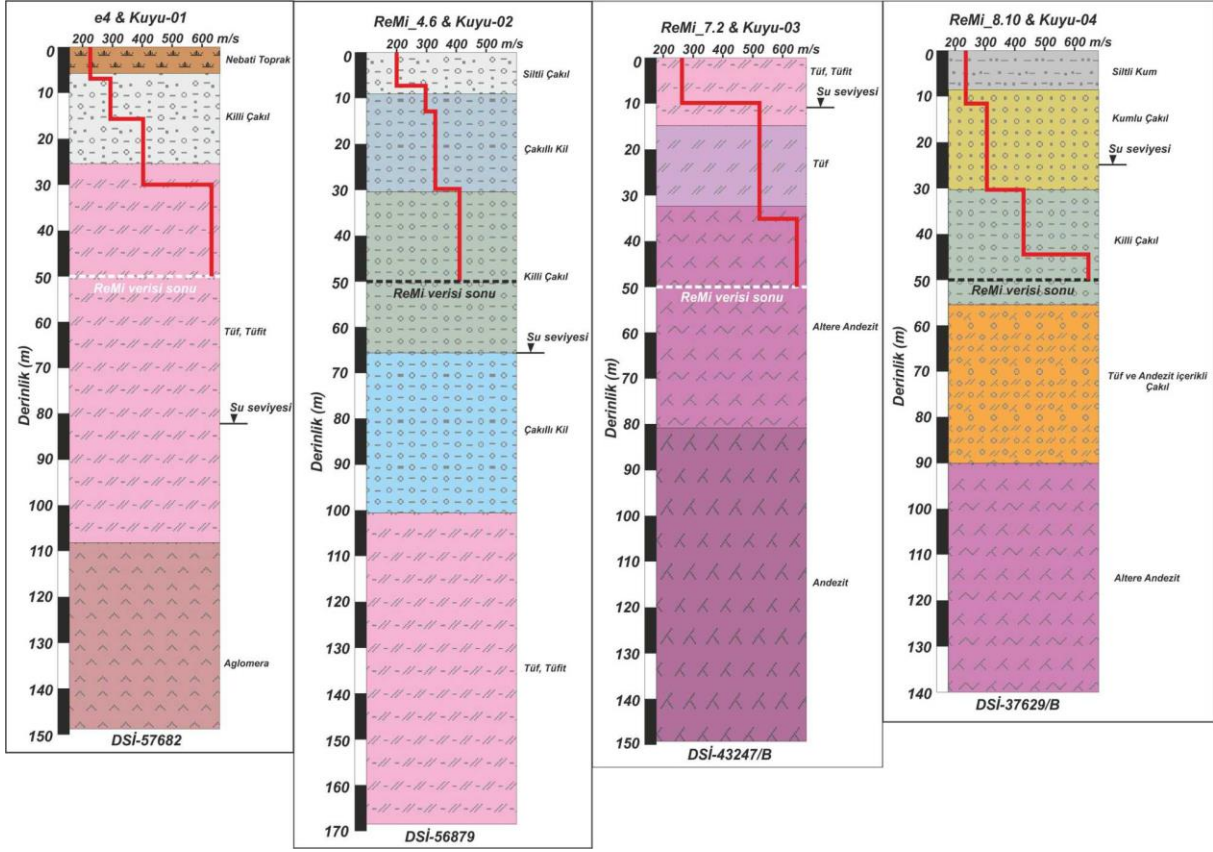 e4 & Kuyu-01
200 300 400 500 600 m/s
0
10
20
30
40
50
60
70
80
90
100
110
120
130
140
150
Derinlik (m)
Nebati Toprak
Killi Çakıl
ReMi verisi sonu
Tüf, Tüfit
Su seviyesi
Aglomera
DSİ-57682
ReMi_4.6 & Kuyu-02
200 300 400 500 m/s
0
10
20
30
40
50
60
70
80
90
100
110
120
130
140
150
160
170
Derinlik (m)
Siltli Çakıl
Çakıllı Kil
Killi Çakıl
ReMi verisi sonu
Su seviyesi
Çakıllı Kil
Tüf, Tüfit
DSİ-56879
ReMi_7.2 & Kuyu-03
200 300 400 500 600 m/s
0
10
20
30
40
50
60
70
80
90
100
110
120
130
140
150
Derinlik (m)
Tüf, Tüfit
Su seviyesi
Tüf
ReMi verisi sonu
Altere Andezit
Andezit
DSİ-43247/B
ReMi_8.10 & Kuyu-04
200 300 400 500 600 m/s
0
10
20
30
40
50
60
70
80
90
100
110
120
130
140
Derinlik (m)
Siltli Kum
Kumlu Çakıl
Su seviyesi
Killi Çakıl
ReMi verisi sonu
Tüf ve Andezit içerikli
Çakıl
Altere Andezit
DSİ-37629/B